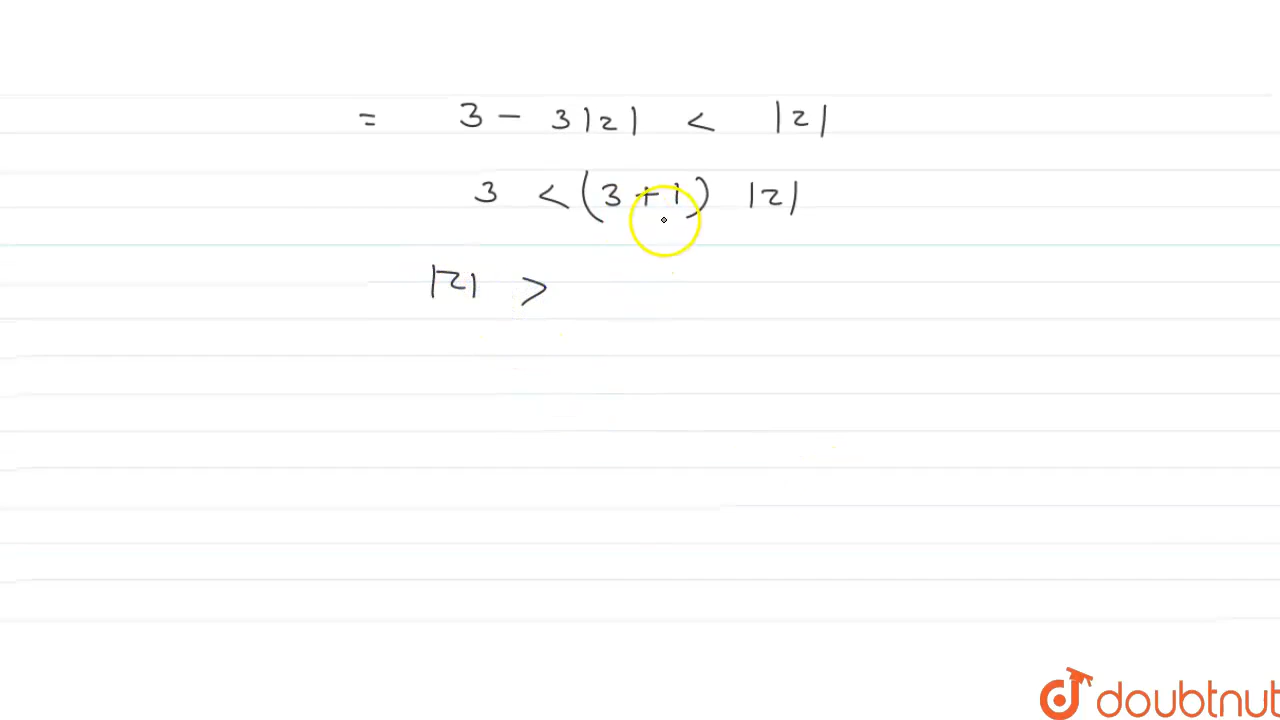 = 3 - 3|z| < |z|
3 < (3+1) |z|
|z| >
doubtnut